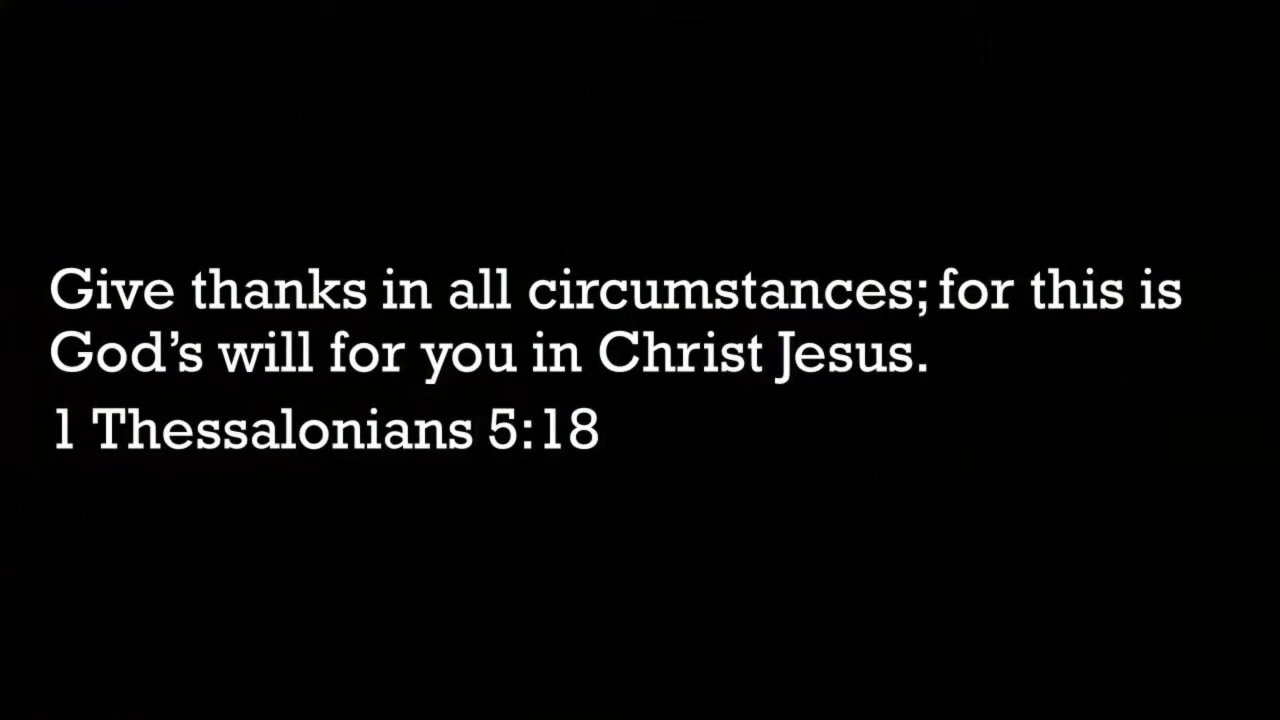 Give thanks in all circumstances; for this is
God’s will for you in Christ Jesus.
1 Thessalonians 5:18